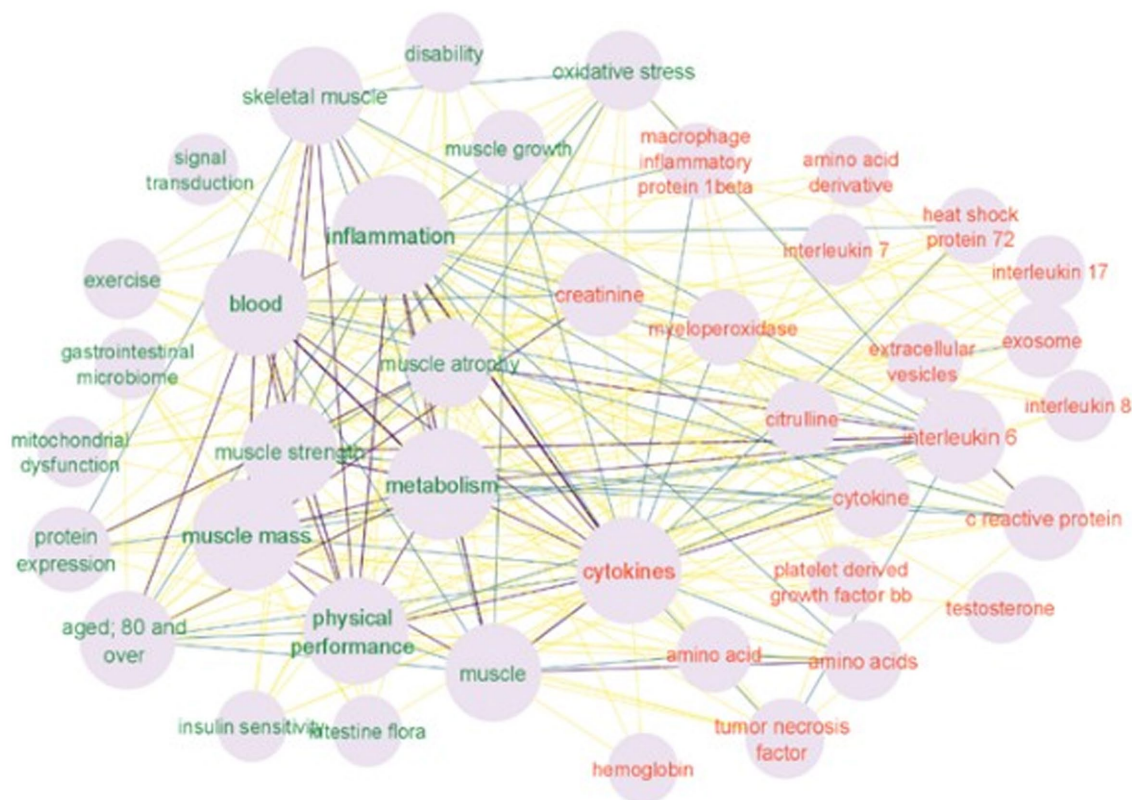 disability
oxidative stress
skeletal muscle
muscle growth
macrophage
inflammatory
protein 1beta
amino acid
derivative
signal
transduction
heat shock
protein 72
inflammation
interleukin 7
interleukin 17
exercise
blood
creatinine
myeloperoxidase
exosome
gastrointestinal
microbiome
muscle atrophy
extracellular
vesicles
interleukin 8
citrulline
interleukin 6
mitochondrial
dysfunction
muscle strength
metabolism
cytokine
c reactive protein
protein
expression
muscle mass
cytokines
platelet derived
growth factor bb
testosterone
aged; 80 and
over
physical
performance
muscle
amino acid
amino acids
insulin sensitivity
intestine flora
tumor necrosis
factor
hemoglobin